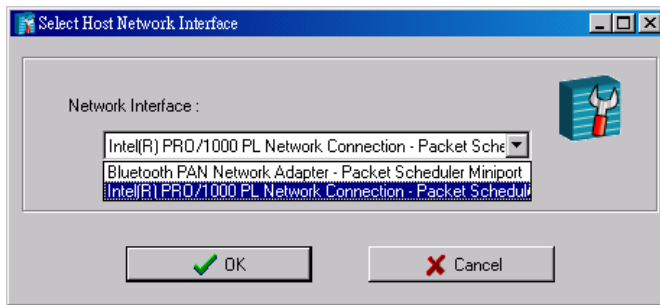 Select Host Network Interface
Network Interface :
Intel(R) PRO/1000 PL Network Connection - Packet Sche
Bluetooth PAN Network Adapter - Packet Scheduler Miniport
Intel(R) PRO/1000 PL Network Connection - Packet Schedul
OK
Cancel